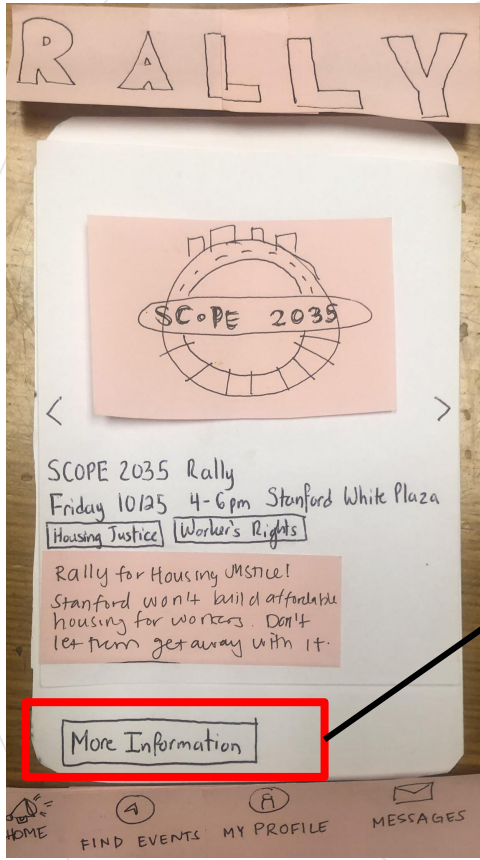 RALLY
SCOPE 2035
< >
SCOPE 2035 Rally
Friday 10/25 4-6pm Stanford White Plaza
Housing Justice Worker's Rights
Rally for Housing Justice!
Stanford won't build affordable
housing for workers. Don't
let them get away with it.
More Information
HOME FIND EVENTS MY PROFILE MESSAGES